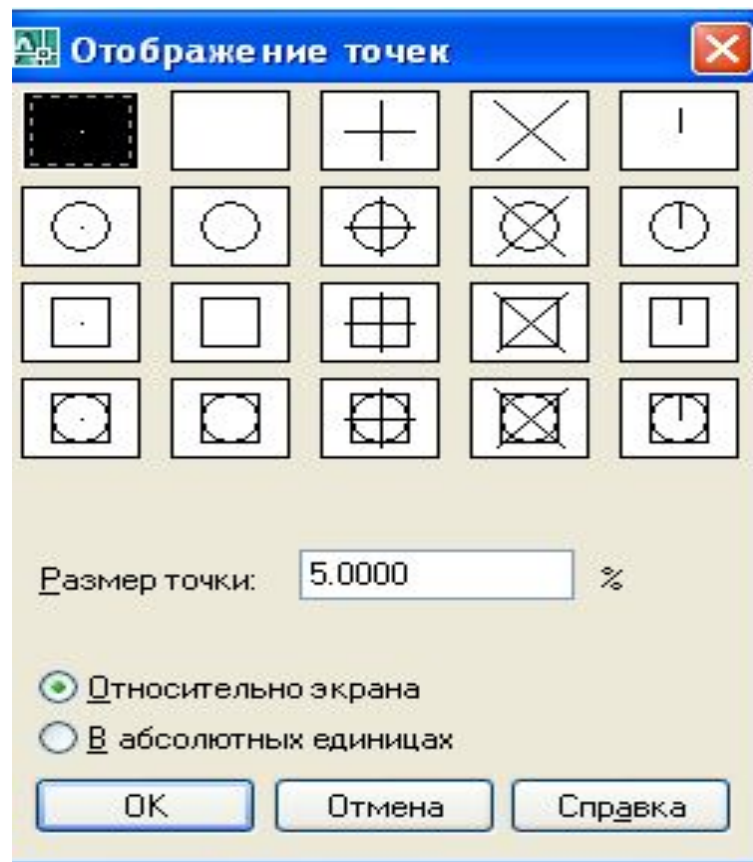 Отображение точек
Размер точки: 5.0000 %
Относительно экрана
В абсолютных единицах
OK Отмена Справка